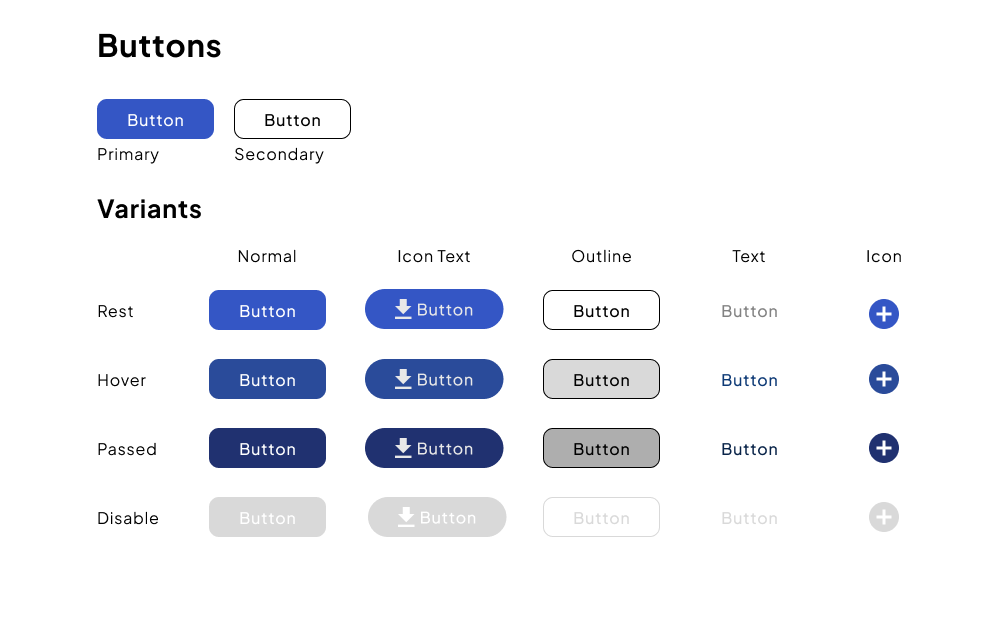 Buttons
Button Button
Primary Secondary
Variants
Normal Icon Text Outline Text Icon
Rest Button Button Button Button
Hover Button Button Button Button
Passed Button Button Button Button
Disable Button Button Button Button